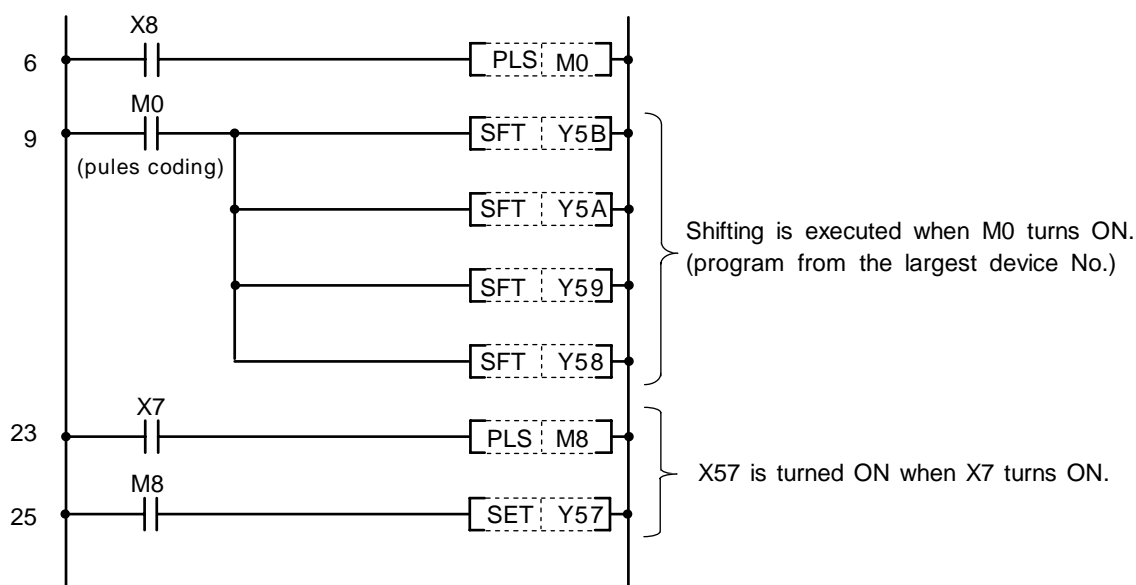 X8
6 PLS M0
M0
9 SFT Y5B
(pules coding)
SFT Y5A
Shifting is executed when M0 turns ON.
(program from the largest device No.)
SFT Y59
SFT Y58
X7
23 PLS M8
X57 is turned ON when X7 turns ON.
M8
25 SET Y57